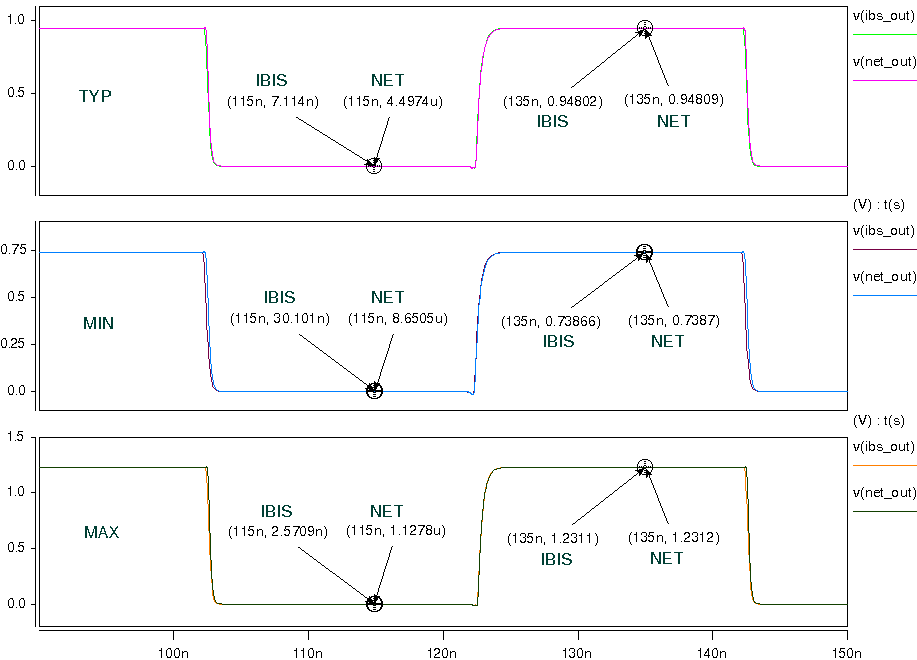 1.0
v(ibs_out)
v(net_out)
IBIS NET
0.5
TYP
(115n, 7.114n) (115n, 4.4974u)
(135n, 0.94802) (135n, 0.94809)
IBIS NET
0.0
(V) : t(s)
v(ibs_out)
0.75
v(net_out)
IBIS NET
0.5
(115n, 30.101n) (115n, 8.6505u)
(135n, 0.73866) (135n, 0.7387)
MIN
IBIS NET
0.25
0.0
(V) : t(s)
1.5
v(ibs_out)
1.0
v(net_out)
IBIS NET
(115n, 2.5709n) (115n, 1.1278u)
MAX
(135n, 1.2311) (135n, 1.2312)
0.5
IBIS NET
0.0
100n 110n 120n 130n 140n 150n